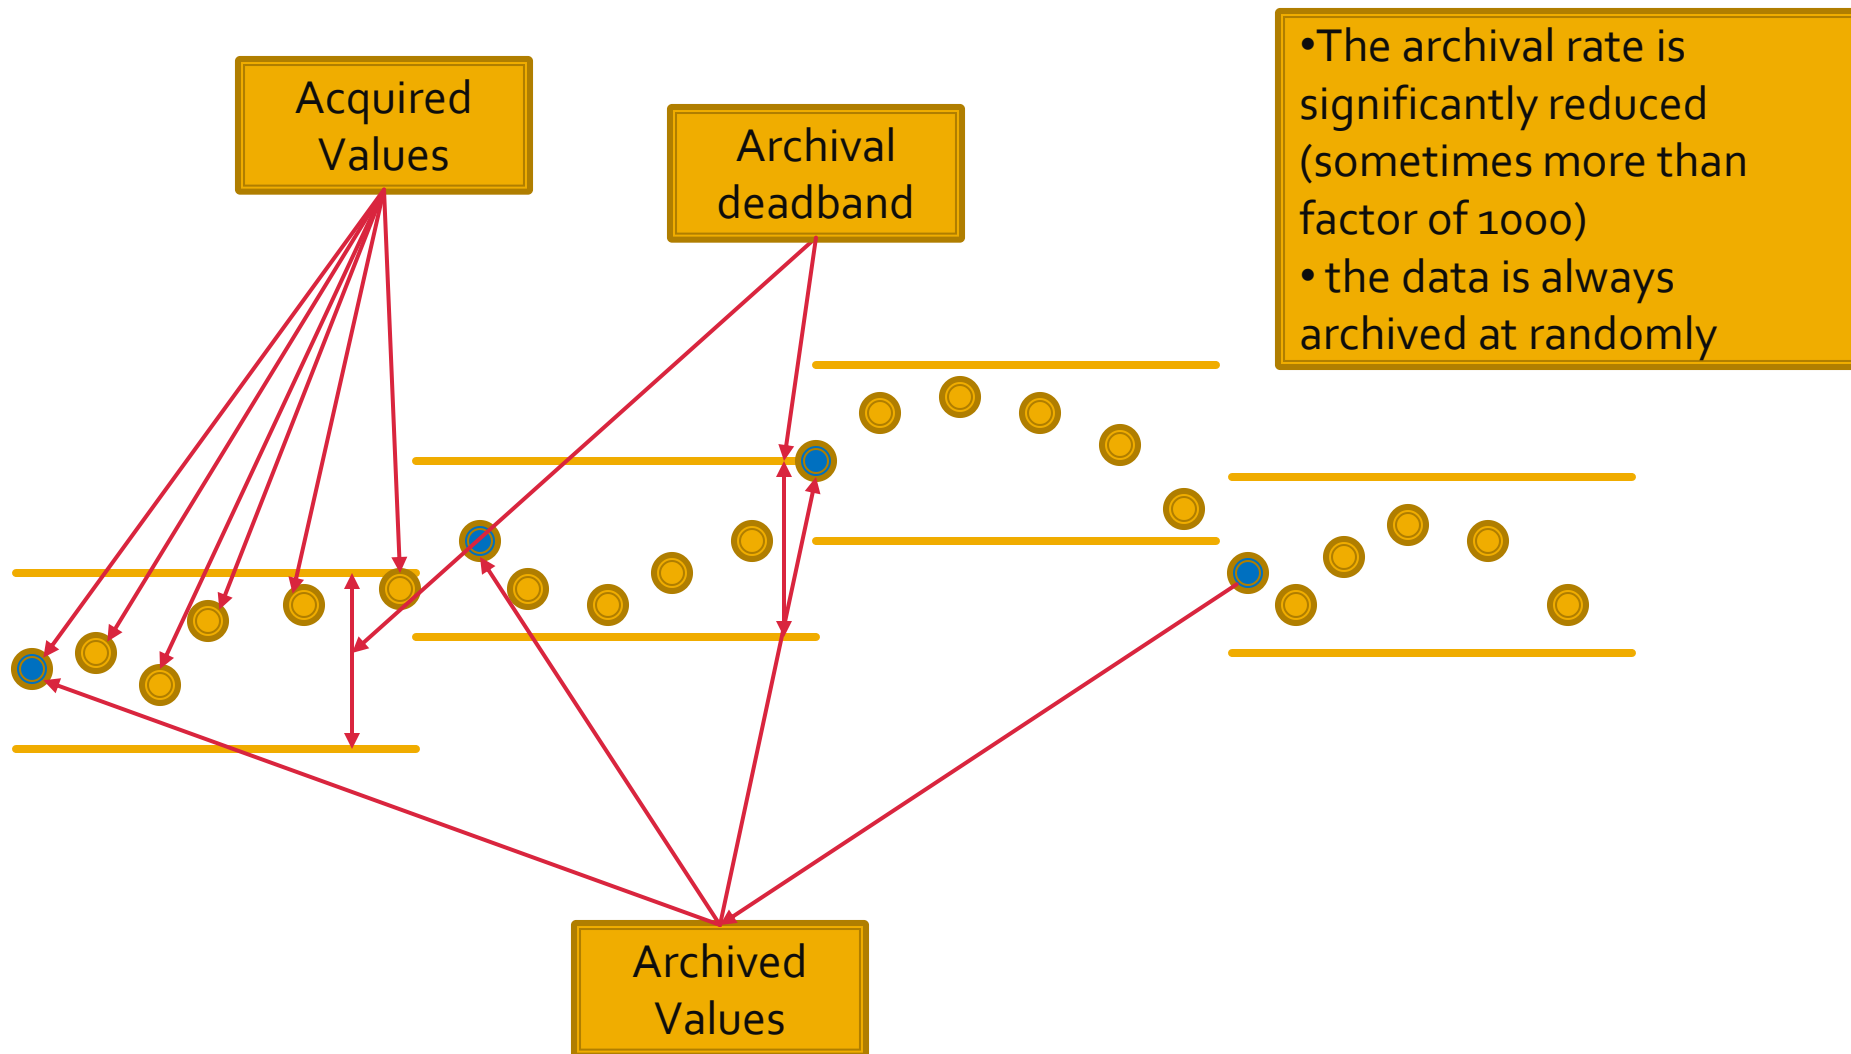 Acquired
Values
Archival
deadband
•The archival rate is
significantly reduced
(sometimes more than
factor of 1000)
• the data is always
archived at randomly
Archived
Values